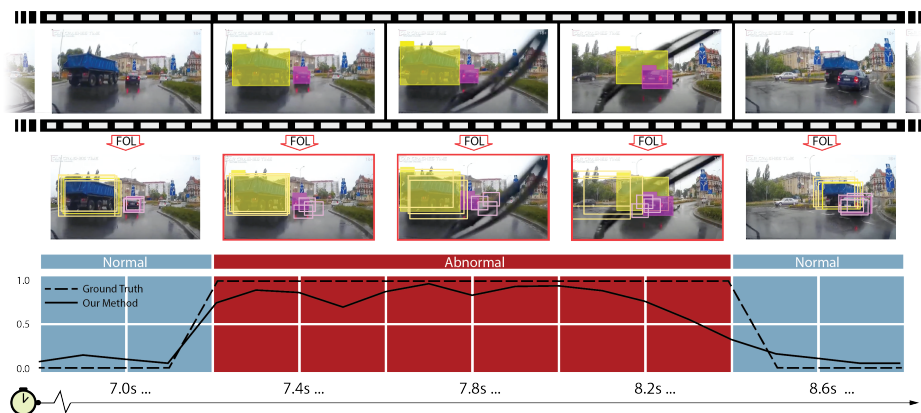 FOL FOL FOL FOL FOL
Normal Abnormal Normal
1.0
Ground Truth
Our Method
0.5
0.0
7.0s ... 7.4s ... 7.8s ... 8.2s ... 8.6s ...